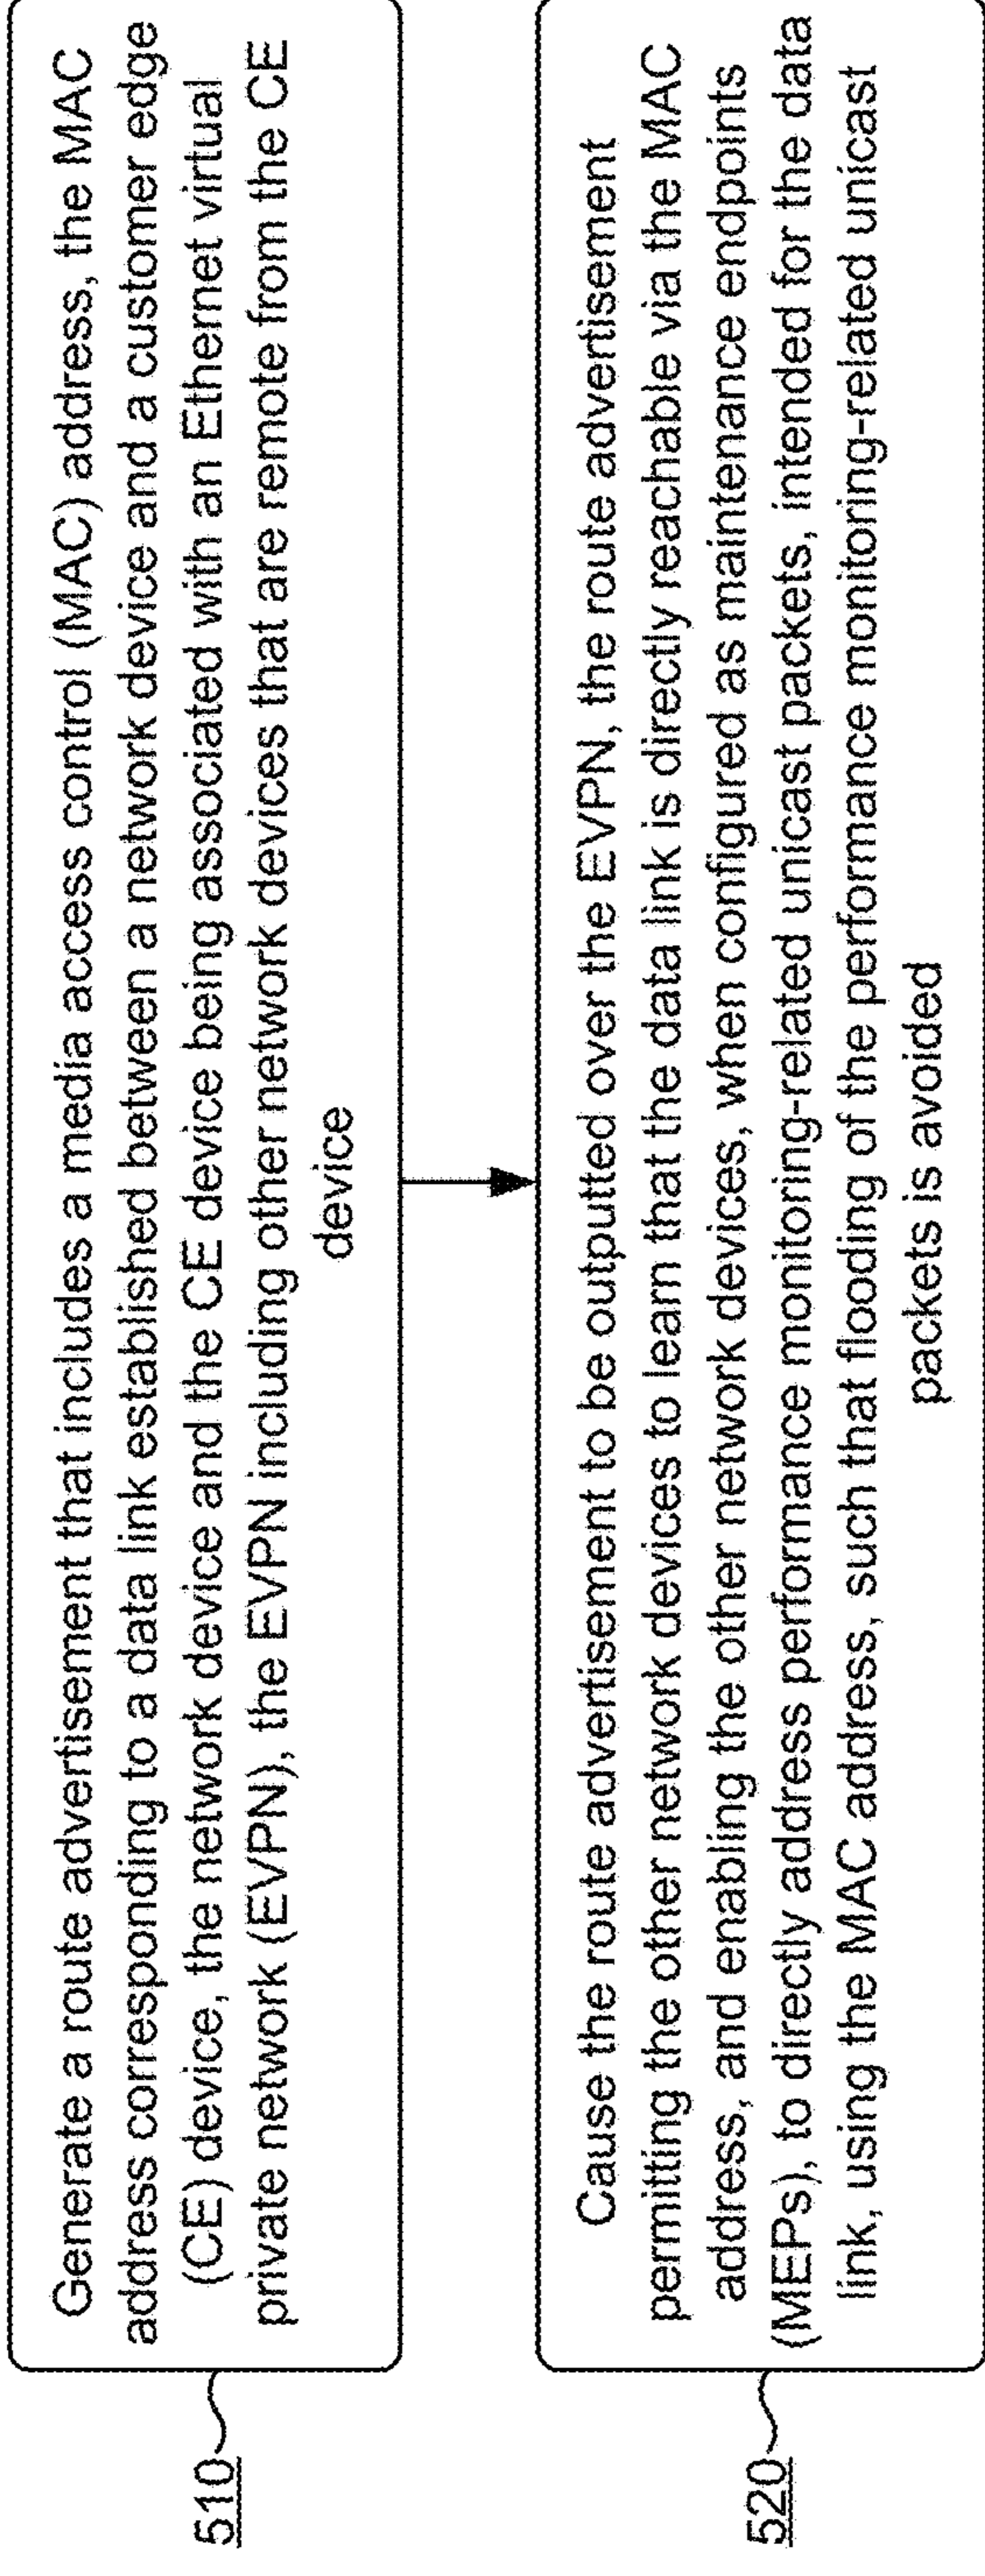 Generate a route advertisement that includes a media access control (MAC) address, the MAC
address corresponding to a data link established between a network device and a customer edge
(CE) device, the network device and the CE device being associated with an Ethernet virtual
private network (EVPN), the EVPN including other network devices that are remote from the CE
device
510
Cause the route advertisement to be outputted over the EVPN, the route advertisement
permitting the other network devices to learn that the data link is directly reachable via the MAC
address, and enabling the other network devices, when configured as maintenance endpoints
(MEPs), to directly address performance monitoring-related unicast packets, intended for the data
link, using the MAC address, such that flooding of the performance monitoring-related unicast
packets is avoided
520